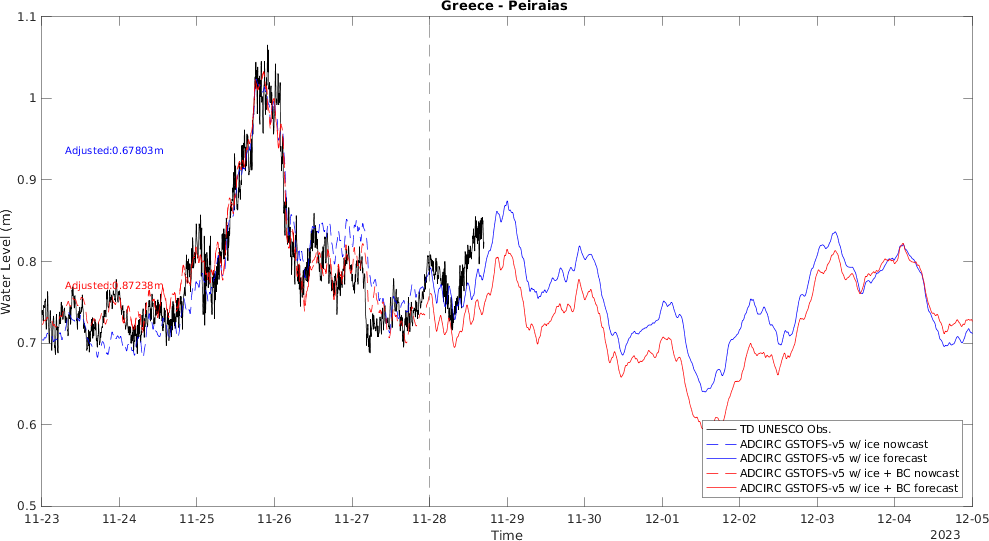 Greece - Peiraias
1.1
1
0.9
0.8
0.7
0.6
0.5
Water Level (m)
Adjusted:0.67803m
Adjusted:0.87238m
TD UNESCO Obs.
ADCIRC GSTOFS-v5 w/ ice nowcast
ADCIRC GSTOFS-v5 w/ ice forecast
ADCIRC GSTOFS-v5 w/ ice + BC nowcast
ADCIRC GSTOFS-v5 w/ ice + BC forecast
11-23 11-24 11-25 11-26 11-27 11-28 11-29 11-30 12-01 12-02 12-03 12-04 12-05
Time
2023